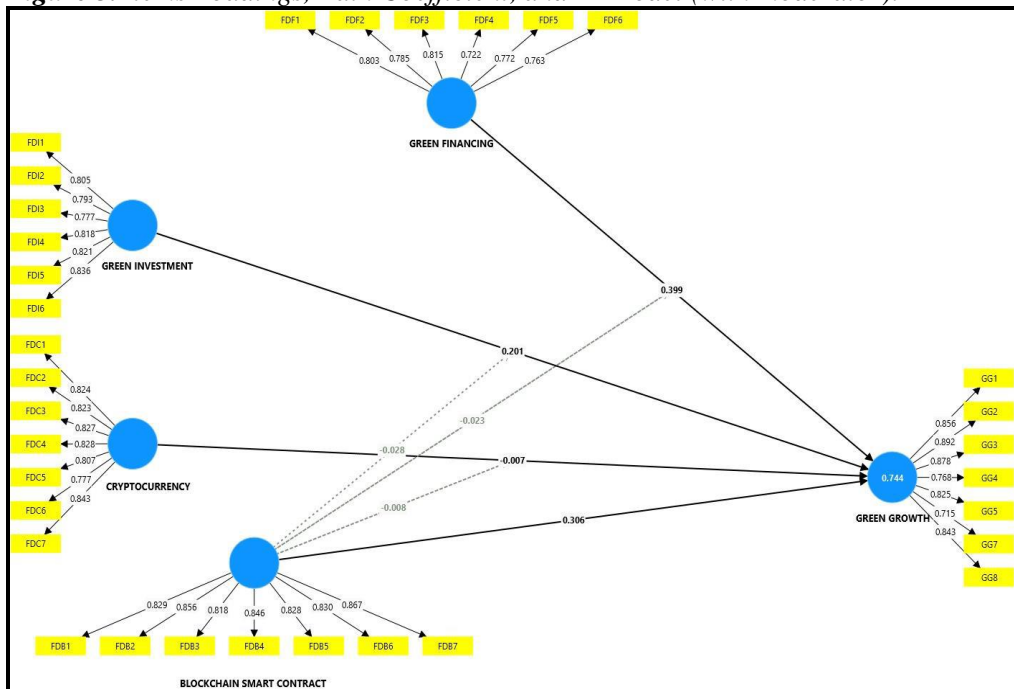 FDF1 FDF2 FDF3 FDF4 FDF5 FDF6
0.803 0.785 0.815 0.722 0.772 0.763
GREEN FINANCING
FDI1
FDI2
FDI3
FDI4
FDI5
FDI6
0.805
0.793
0.777
0.818
0.821
0.836
GREEN INVESTMENT
0.399
0.201
-0.023
-0.028
-0.007
-0.008
0.306
FDC1
FDC2
FDC3
FDC4
FDC5
FDC6
FDC7
0.824
0.823
0.827
0.828
0.807
0.777
0.843
CRYPTOCURRENCY
GG1
GG2
GG3
GG4
GG5
GG7
GG8
0.856
0.892
0.878
0.768
0.825
0.715
0.843
0.744
GREEN GROWTH
0.829 0.856 0.818 0.846 0.828 0.830 0.867
FDB1 FDB2 FDB3 FDB4 FDB5 FDB6 FDB7
BLOCKCHAIN SMART CONTRACT